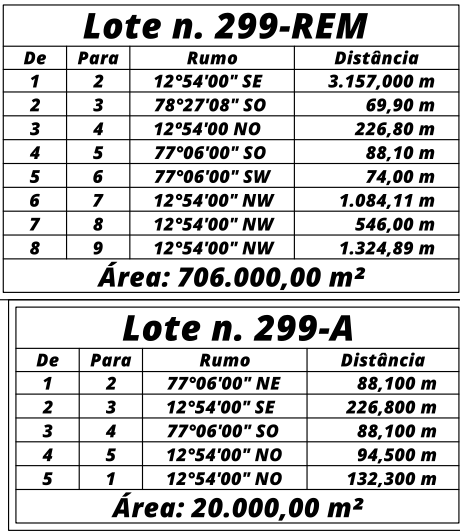 Lote n. 299-REM
De Para Rumo Distância
1 2 12°54'00" SE 3.157,000 m
2 3 78°27'08" SO 69,90 m
3 4 12°54'00 NO 226,80 m
4 5 77°06'00" SO 88,10 m
5 6 77°06'00" SW 74,00 m
6 7 12°54'00" NW 1.084,11 m
7 8 12°54'00" NW 546,00 m
8 9 12°54'00" NW 1.324,89 m
Área: 706.000,00 m²
Lote n. 299-A
De Para Rumo Distância
1 2 77°06'00" NE 88,100 m
2 3 12°54'00" SE 226,800 m
3 4 77°06'00" SO 88,100 m
4 5 12°54'00" NO 94,500 m
5 1 12°54'00" NO 132,300 m
Área: 20.000,00 m²